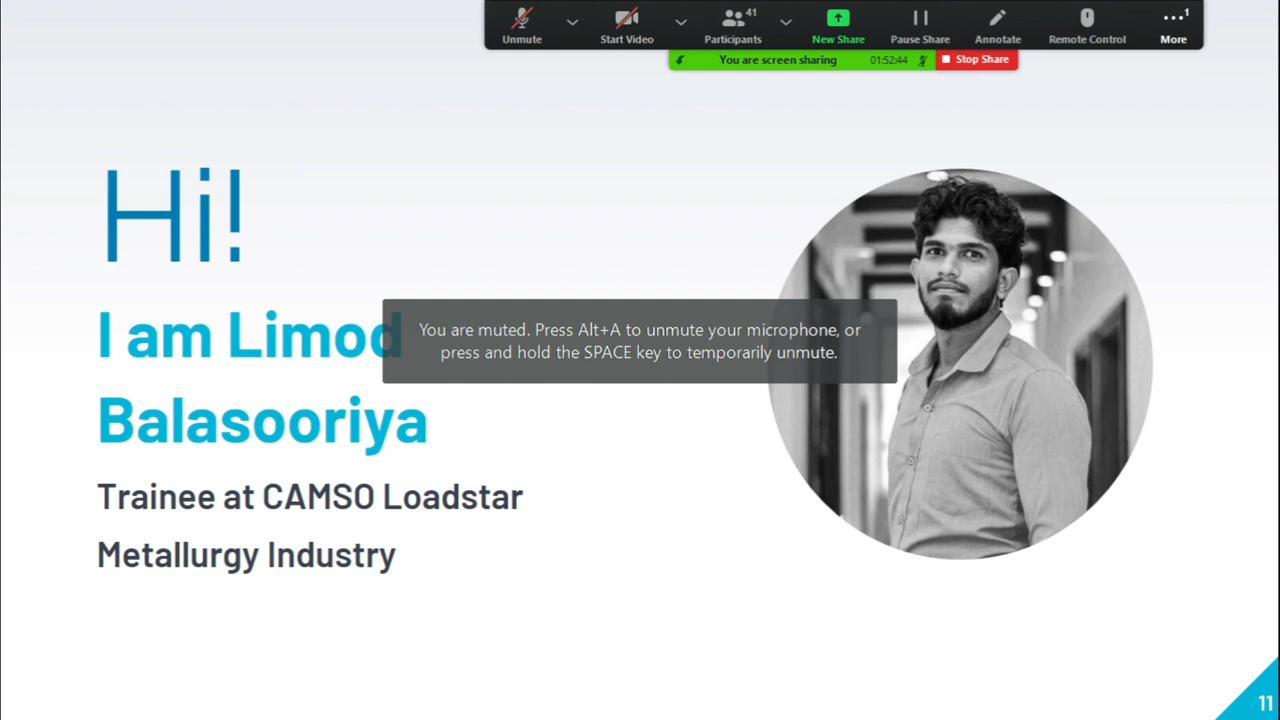 41
1
Unmute
Start Video
Participants
New Share
Pause Share
Annotate
Remote Control
More
You are screen sharing
01:52:44
Stop Share
Hi!
I am Limod
You are muted. Press Alt+A to unmute your microphone, or
press and hold the SPACE key to temporarily unmute.
Balasooriya
Trainee at CAMSO Loadstar
Metallurgy Industry
11